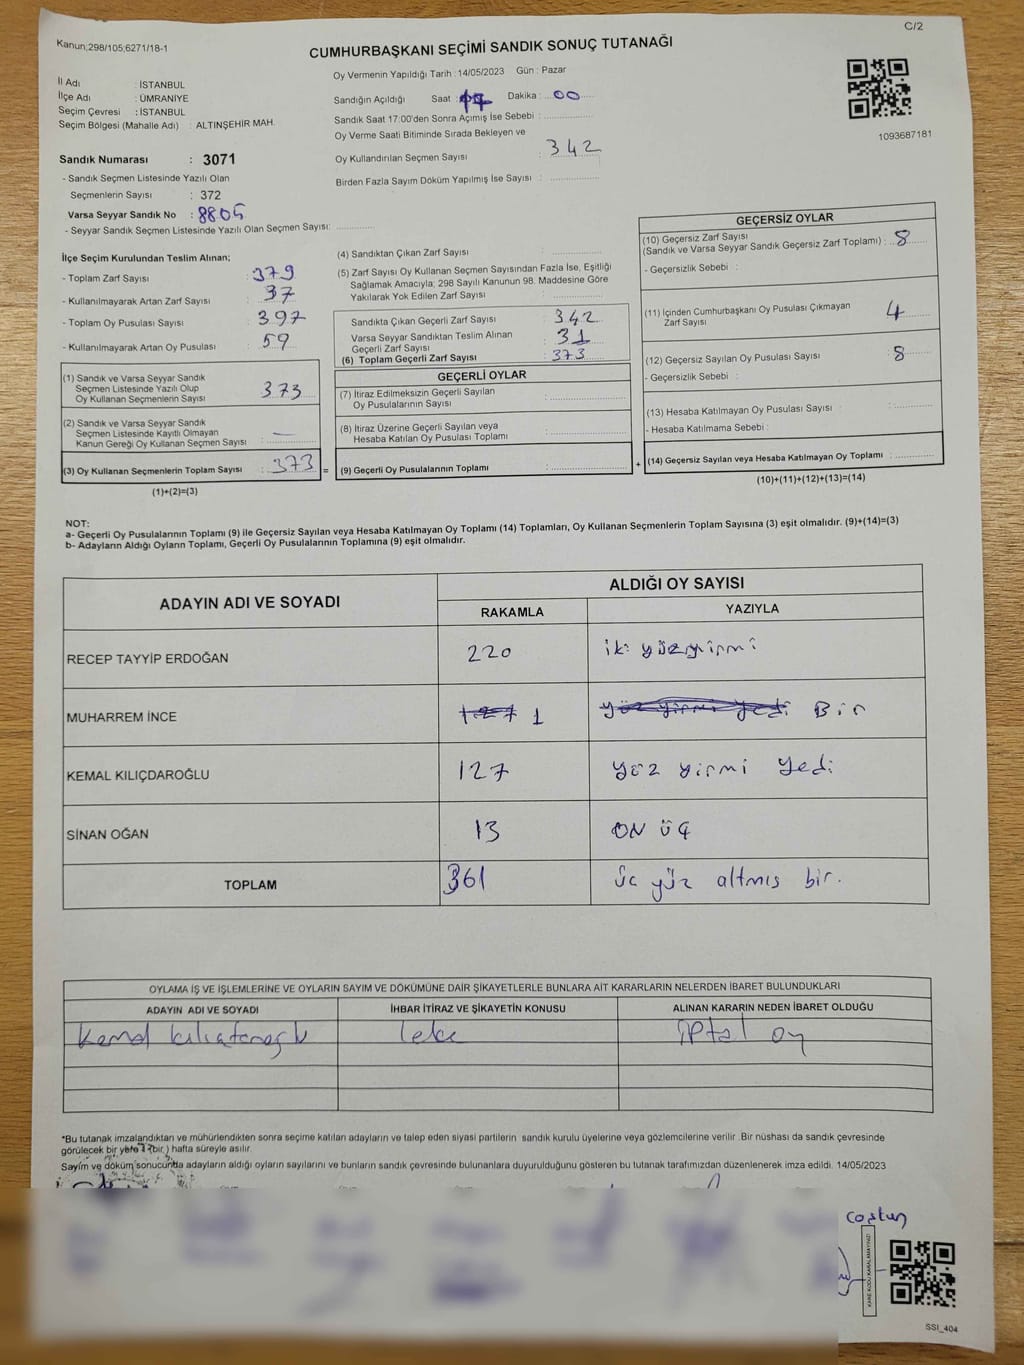 C/2
Kanun;298/105;6271/18-1
CUMHURBAŞKANI SEÇİMİ SANDIK SONUÇ TUTANAĞI
İl Adı : İSTANBUL
İlçe Adı : ÜMRANİYE
Seçim Çevresi : İSTANBUL
Seçim Bölgesi (Mahalle Adı) : ALTINŞEHİR MAH.
Oy Vermenin Yapıldığı Tarih :14/05/2023 Gün : Pazar
Sandığın Açıldığı Saat : 17 Dakika : 00
Sandık Saat 17:00'den Sonra Açımış İse Sebebi :
Oy Verme Saati Bitiminde Sırada Bekleyen ve
Oy Kullandırılan Seçmen Sayısı : 342
Birden Fazla Sayım Döküm Yapılmış İse Sayısı :
1093687181
Sandık Numarası : 3071
- Sandık Seçmen Listesinde Yazılı Olan
Seçmenlerin Sayısı : 372
Varsa Seyyar Sandık No : 8805
- Seyyar Sandık Seçmen Listesinde Yazılı Olan Seçmen Sayısı:
İlçe Seçim Kurulundan Teslim Alınan;
- Toplam Zarf Sayısı : 379
- Kullanılmayarak Artan Zarf Sayısı : 37
- Toplam Oy Pusulası Sayısı : 397
- Kullanılmayarak Artan Oy Pusulası : 59
(1) Sandık ve Varsa Seyyar Sandık
Seçmen Listesinde Yazılı Olup
Oy Kullanan Seçmenlerin Sayısı : 373
(2) Sandık ve Varsa Seyyar Sandık
Seçmen Listesinde Kayıtlı Olmayan
Kanun Gereği Oy Kullanan Seçmen Sayısı : —
(3) Oy Kullanan Seçmenlerin Toplam Sayısı : 373 =
(1)+(2)=(3)
(4) Sandıktan Çıkan Zarf Sayısı :
(5) Zarf Sayısı Oy Kullanan Seçmen Sayısından Fazla İse, Eşitliği
Sağlamak Amacıyla; 298 Sayılı Kanunun 98. Maddesine Göre
Yakılarak Yok Edilen Zarf Sayısı :
Sandıkta Çıkan Geçerli Zarf Sayısı : 342
Varsa Seyyar Sandıktan Teslim Alınan
Geçerli Zarf Sayısı : 31
(6) Toplam Geçerli Zarf Sayısı : 373
GEÇERLİ OYLAR
(7) İtiraz Edilmeksizin Geçerli Sayılan
Oy Pusulalarının Sayısı :
(8) İtiraz Üzerine Geçerli Sayılan veya
Hesaba Katılan Oy Pusulası Toplamı :
(9) Geçerli Oy Pusulalarının Toplamı : +
GEÇERSİZ OYLAR
(10) Geçersiz Zarf Sayısı
(Sandık ve Varsa Seyyar Sandık Geçersiz Zarf Toplamı) : 8
- Geçersizlik Sebebi :
(11) İçinden Cumhurbaşkanı Oy Pusulası Çıkmayan
Zarf Sayısı : 4
(12) Geçersiz Sayılan Oy Pusulası Sayısı : 8
- Geçersizlik Sebebi :
(13) Hesaba Katılmayan Oy Pusulası Sayısı :
- Hesaba Katılmama Sebebi :
(14) Geçersiz Sayılan veya Hesaba Katılmayan Oy Toplamı :
(10)+(11)+(12)+(13)=(14)
NOT:
a- Geçerli Oy Pusulalarının Toplamı (9) ile Geçersiz Sayılan veya Hesaba Katılmayan Oy Toplamı (14) Toplamları, Oy Kullanan Seçmenlerin Toplam Sayısına (3) eşit olmalıdır. (9)+(14)=(3)
b- Adayların Aldığı Oyların Toplamı, Geçerli Oy Pusulalarının Toplamına (9) eşit olmalıdır.
ADAYIN ADI VE SOYADI
ALDIĞI OY SAYISI
RAKAMLA YAZIYLA
RECEP TAYYİP ERDOĞAN 220 iki yüzyirmi
MUHARREM İNCE 127 1 yüz yirmi yedi Bir
KEMAL KILIÇDAROĞLU 127 yüz yirmi yedi
SİNAN OĞAN 13 ON üç
TOPLAM 361 üc yüz altmıs bir.
OYLAMA İŞ VE İŞLEMLERİNE VE OYLARIN SAYIM VE DÖKÜMÜNE DAİR ŞİKAYETLERLE BUNLARA AİT KARARLARIN NELERDEN İBARET BULUNDUKLARI
ADAYIN ADI VE SOYADI İHBAR İTİRAZ VE ŞİKAYETİN KONUSU ALINAN KARARIN NEDEN İBARET OLDUĞU
Kemal leke iptal oy
*Bu tutanak imzalandıktan ve mühürlendikten sonra seçime katılan adayların ve talep eden siyasi partilerin sandık kurulu üyelerine veya gözlemcilerine verilir .Bir nüshası da sandık çevresinde
görülecek bir yere 1 (bir ) hafta süreyle asılır.
Sayım ve döküm sonucunda adayların aldığı oyların sayılarını ve bunların sandık çevresinde bulunanlara duyurulduğunu gösteren bu tutanak tarafımızdan düzenlenerek imza edildi. 14/05/2023
Coştun
KARE KODU KARALAMAYINIZ!
SSI_404